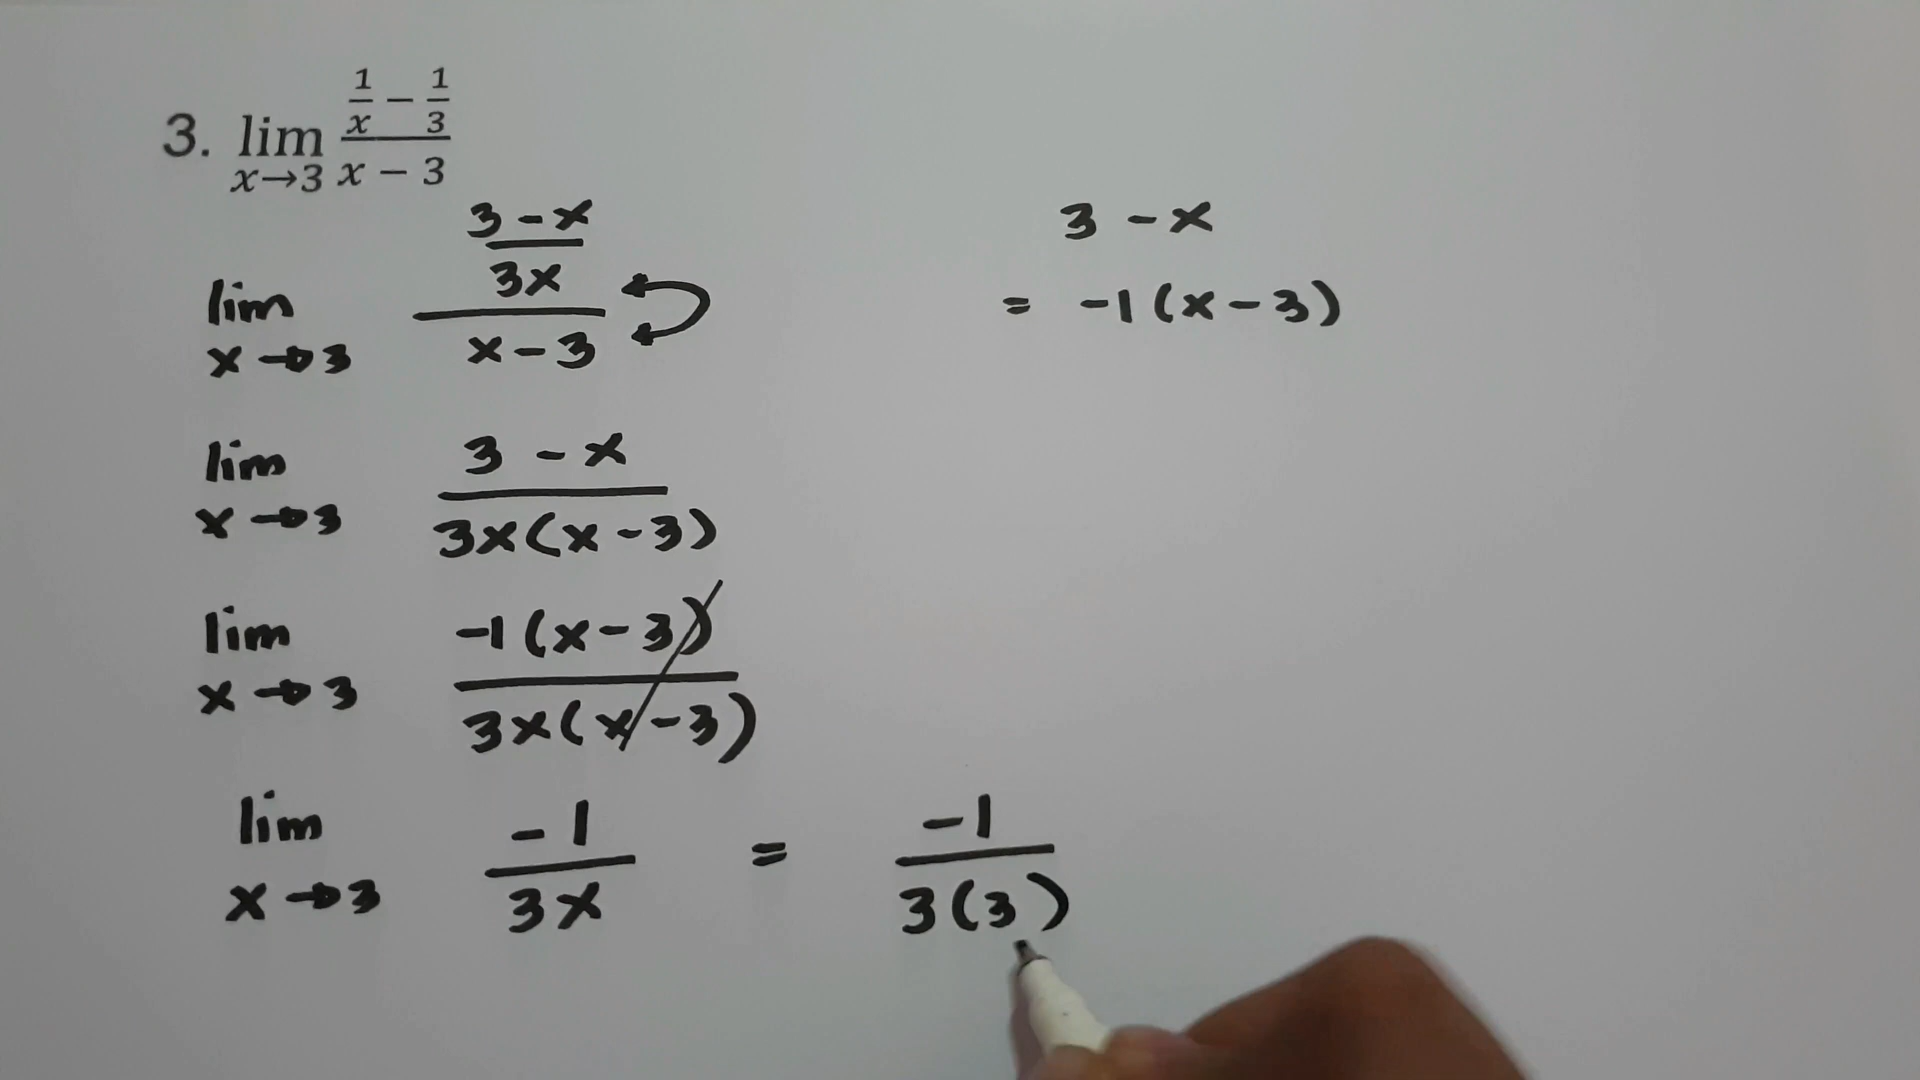 3. lim x→3 (1/x − 1/3)/(x − 3)
lim x→3 ((3 - x)/(3x))/(x - 3)
3 - x
= -1(x - 3)
lim x→3 (3 - x)/(3x(x - 3))
lim x→3 (-1(x - 3))/(3x(x - 3))
lim x→3 (-1)/(3x) = (-1)/(3(3))